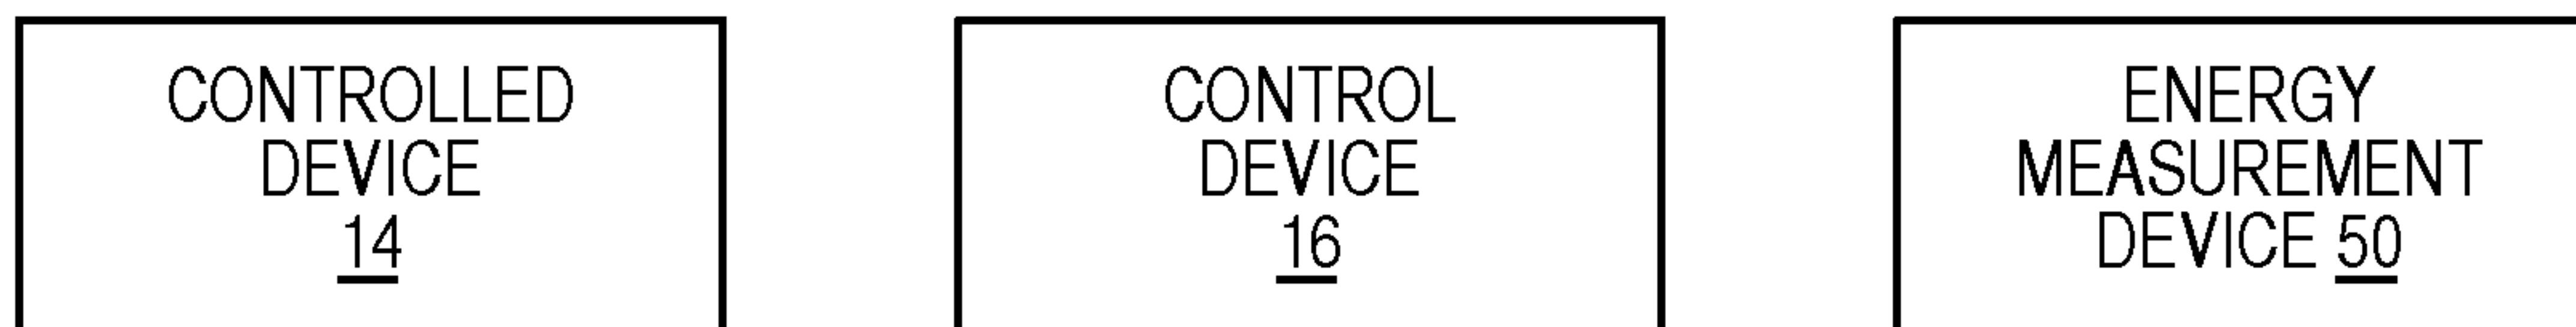 CONTROLLED
DEVICE
14
CONTROL
DEVICE
16
ENERGY
MEASUREMENT
DEVICE 50